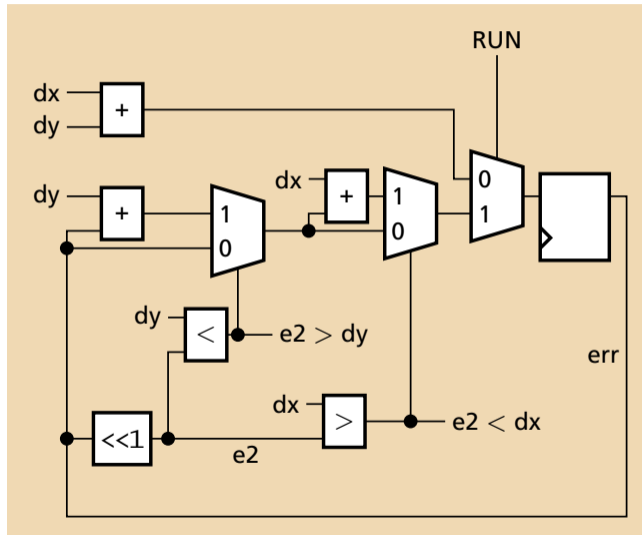 RUN
dx
dy
+
0
1
dx
+
1
0
dy
+
1
0
dy
<
e2 > dy
err
dx
>
e2 < dx
<<1
e2